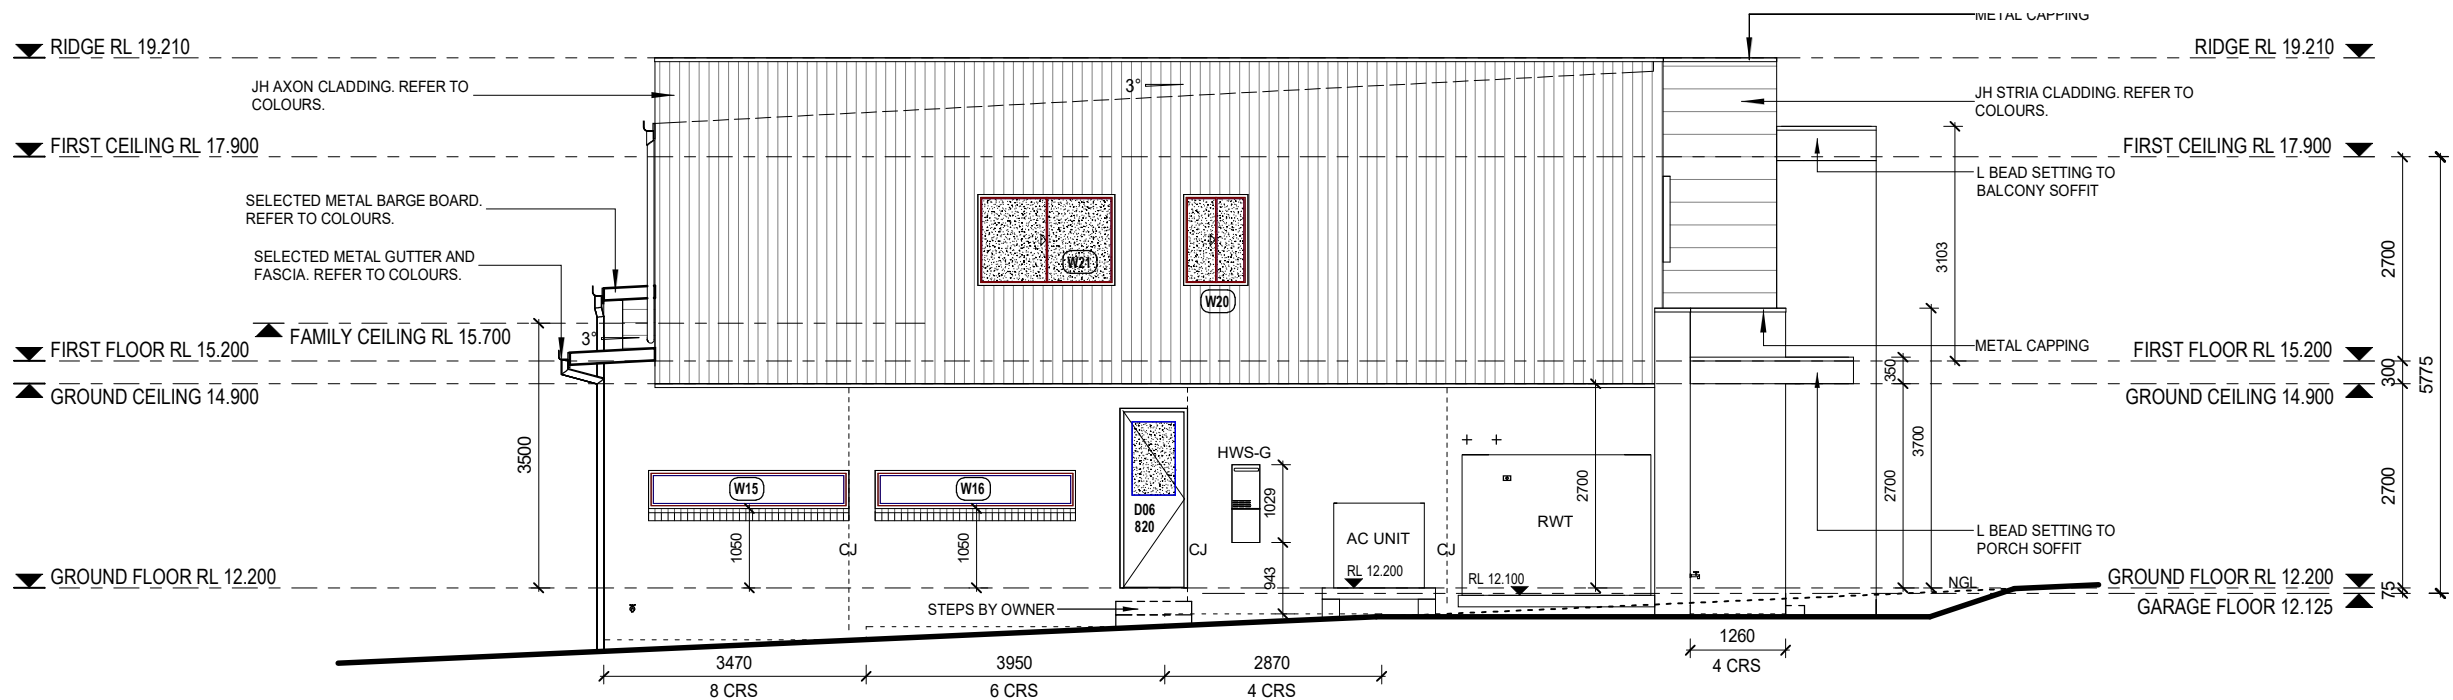 METAL CAPPING
RIDGE RL 19.210
RIDGE RL 19.210
JH AXON CLADDING. REFER TO
COLOURS.
3°
JH STRIA CLADDING. REFER TO
COLOURS.
FIRST CEILING RL 17.900
FIRST CEILING RL 17.900
L BEAD SETTING TO
BALCONY SOFFIT
SELECTED METAL BARGE BOARD.
REFER TO COLOURS.
SELECTED METAL GUTTER AND
FASCIA. REFER TO COLOURS.
W21
W20
3103
2700
FAMILY CEILING RL 15.700
3°
FIRST FLOOR RL 15.200
METAL CAPPING
FIRST FLOOR RL 15.200
350
300
5775
GROUND CEILING 14.900
GROUND CEILING 14.900
3500
W15
W16
D06
820
HWS-G
1029
2700
RWT
3700
2700
2700
1050
CJ
1050
CJ
AC UNIT
CJ
L BEAD SETTING TO
PORCH SOFFIT
943
RL 12.200
RL 12.100
NGL
GROUND FLOOR RL 12.200
GROUND FLOOR RL 12.200
75
GARAGE FLOOR 12.125
STEPS BY OWNER
3470
3950
2870
1260
8 CRS
6 CRS
4 CRS
4 CRS